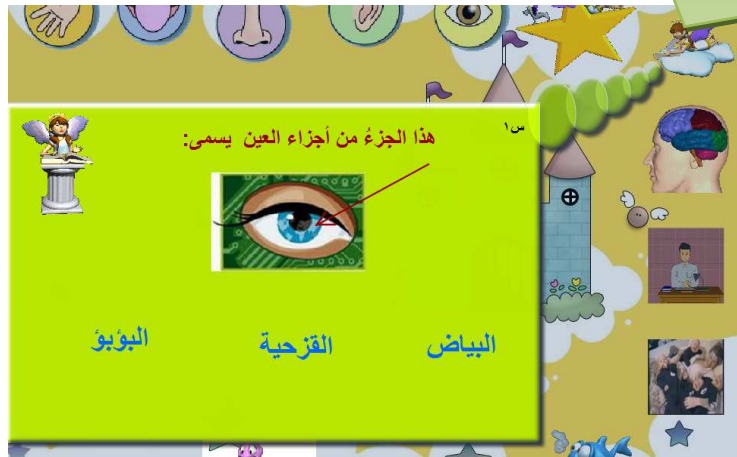 س١
هذا الجزءُ من أجزاء العين يسمى:
البياض القزحية البؤبؤ